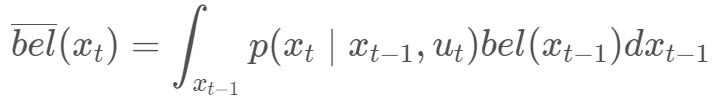 $\overline{bel}(x_t) = \int_{x_{t-1}} p(x_t \mid x_{t-1}, u_t) bel(x_{t-1}) dx_{t-1}$